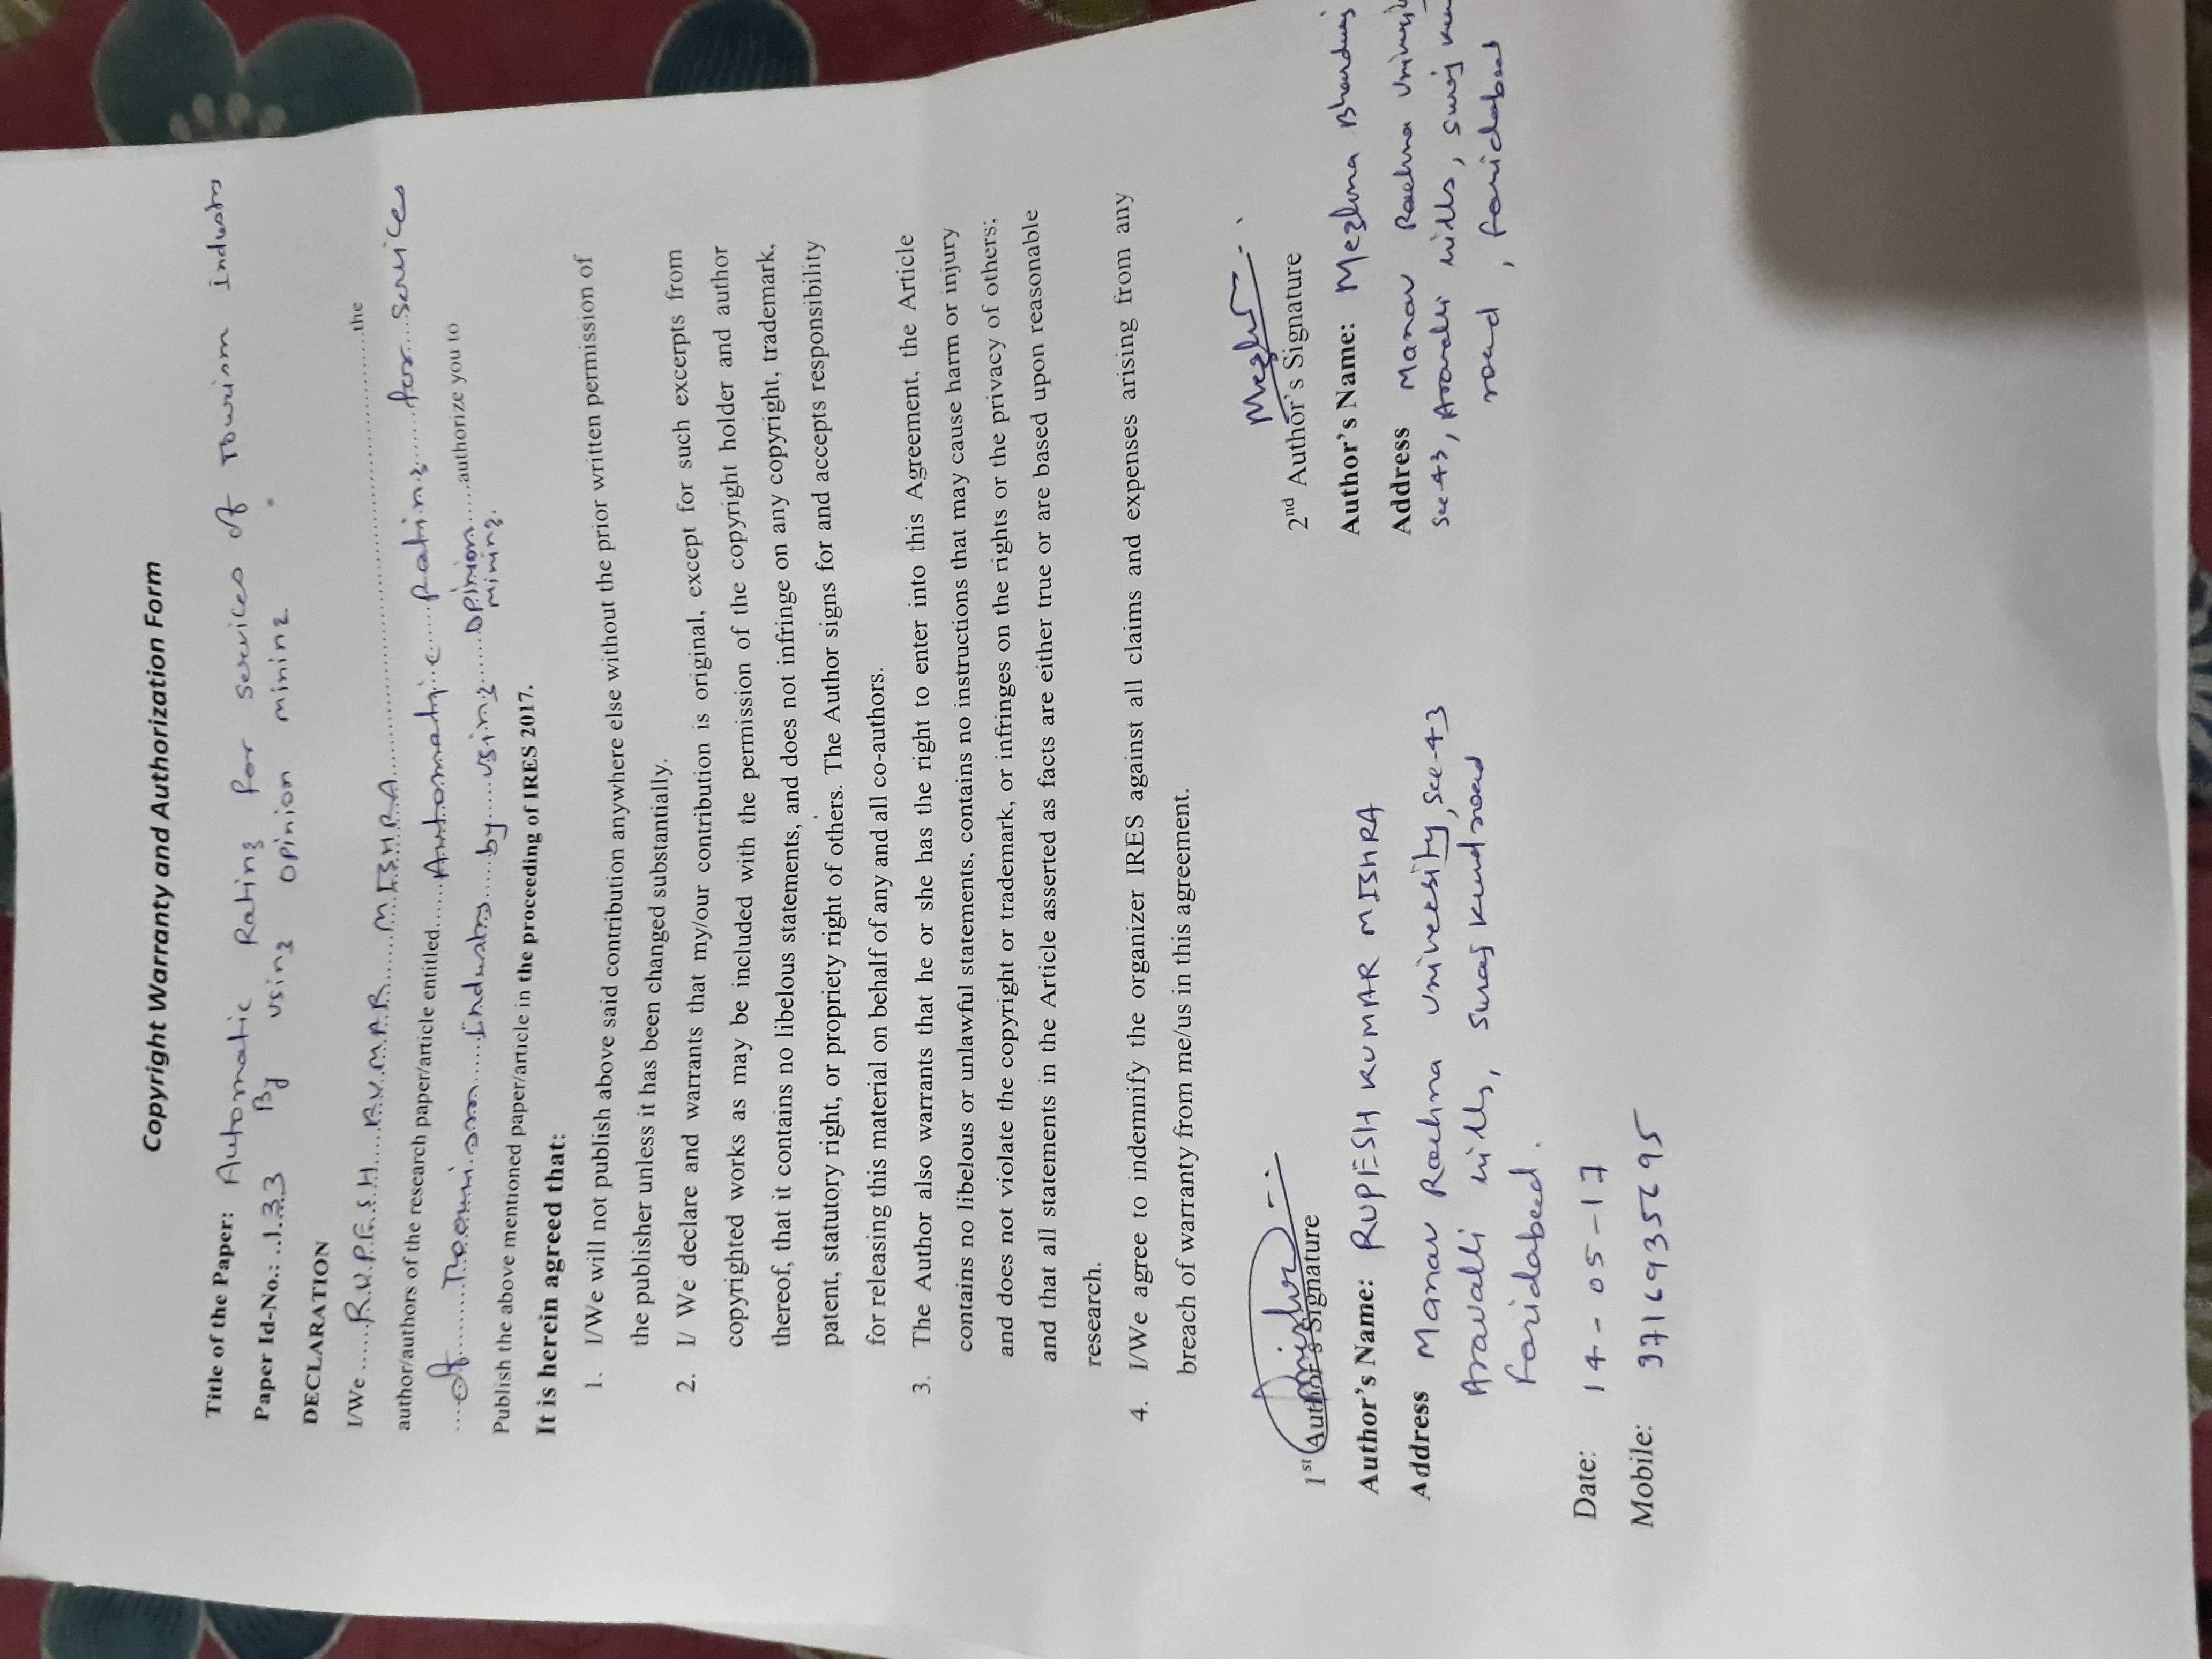 Copyright Warranty and Authorization Form
Title of the Paper: Automatic Rating for services of Tourism Industry
Paper Id-No.: ..133 By using opinion mining.
DECLARATION
I/We ......RUPESH KUMAR MISHRA..........the
author/authors of the research paper/article entitled......Automatic rating for services
....of Toourism industry by using opinion.....authorize you to
mining.
Publish the above mentioned paper/article in the proceeding of IRES 2017.
It is herein agreed that:
1. I/We will not publish above said contribution anywhere else without the prior written permission of
the publisher unless it has been changed substantially.
2. I/ We declare and warrants that my/our contribution is original, except for such excerpts from
copyrighted works as may be included with the permission of the copyright holder and author
thereof, that it contains no libelous statements, and does not infringe on any copyright, trademark,
patent, statutory right, or propriety right of others. The Author signs for and accepts responsibility
for releasing this material on behalf of any and all co-authors.
3. The Author also warrants that he or she has the right to enter into this Agreement, the Article
contains no libelous or unlawful statements, contains no instructions that may cause harm or injury
and does not violate the copyright or trademark, or infringes on the rights or the privacy of others;
and that all statements in the Article asserted as facts are either true or are based upon reasonable
research.
4. I/We agree to indemnify the organizer IRES against all claims and expenses arising from any
breach of warranty from me/us in this agreement.
1st Author's Signature
Author's Name: RUPESH KUMAR MISHRA
Address Manav Rachna University, Sec-43
Aravalli hills, Suraj kund road
Faridabad.
Date: 14-05-17
Mobile: 9716935695
Megha
2nd Author's Signature
Author's Name: Meghna Bhardwaj
Address Manav Rachna
Sec-43, Aravalli hills, Suraj
road, Faridabad